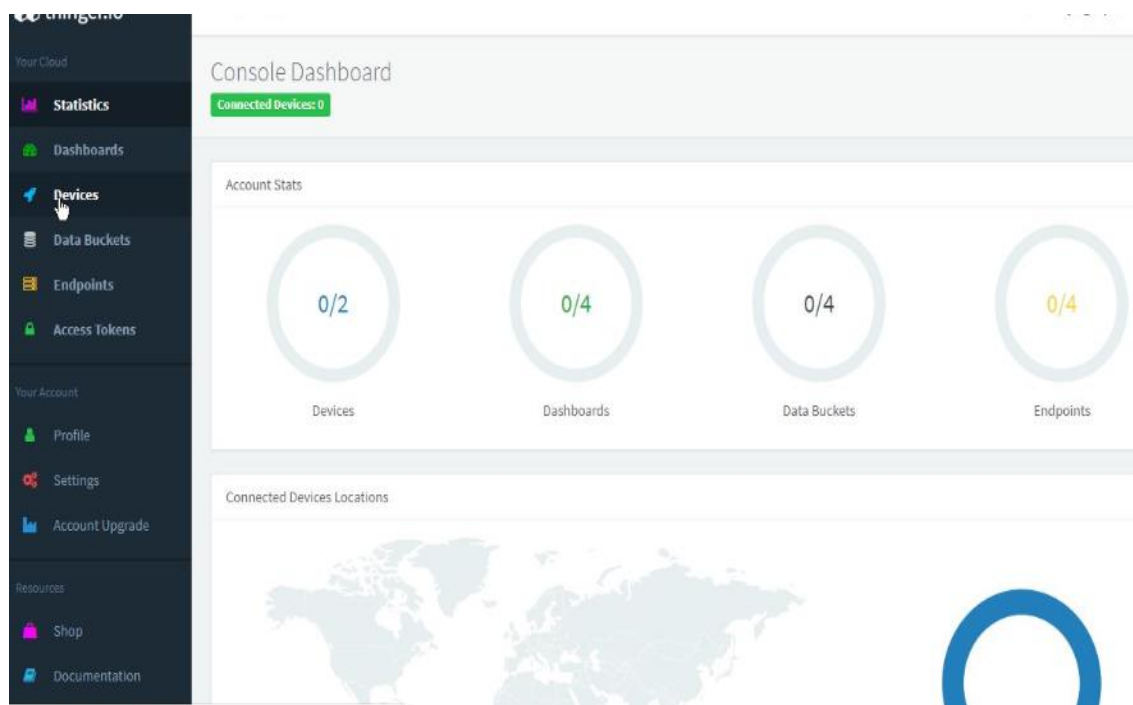 thinger.io
Your Cloud
Statistics
Dashboards
Devices
Data Buckets
Endpoints
Access Tokens
Your Account
Profile
Settings
Account Upgrade
Resources
Shop
Documentation
Console Dashboard
Connected Devices: 0
Account Stats
0/2
0/4
0/4
0/4
Devices
Dashboards
Data Buckets
Endpoints
Connected Devices Locations